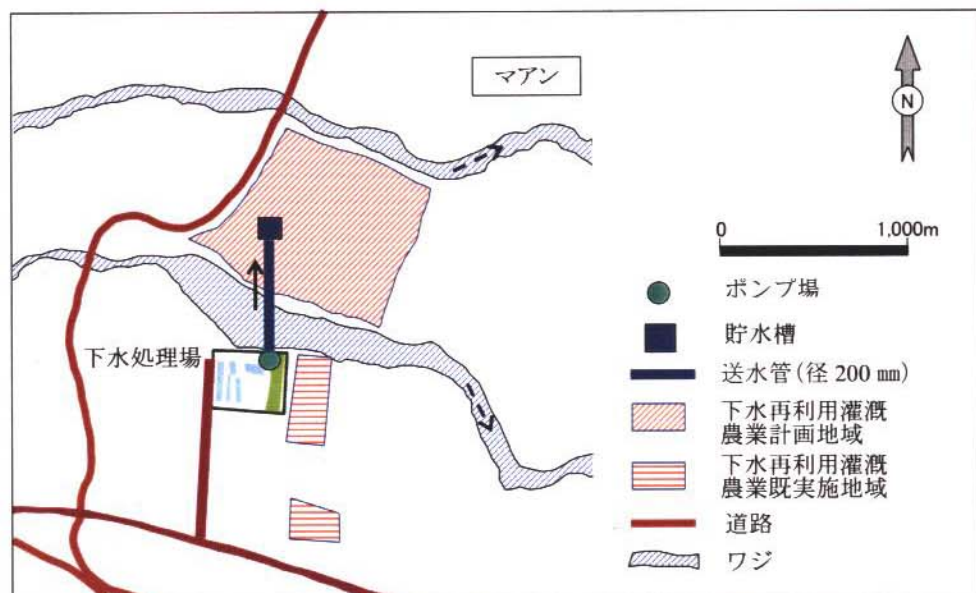 マアン
N
0 1,000m
ポンプ場
貯水槽
下水処理場
送水管(径 200 mm)
下水再利用灌漑
農業計画地域
下水再利用灌漑
農業既実施地域
道路
ワジ